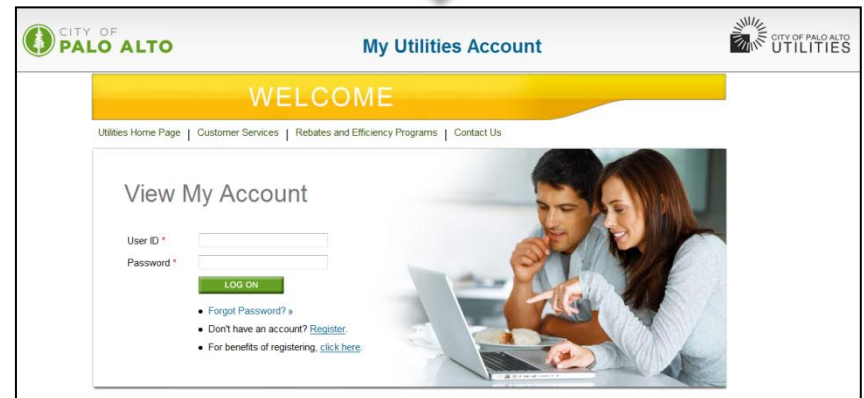 CITY OF
PALO ALTO
My Utilities Account
CITY OF PALO ALTO
UTILITIES
WELCOME
Utilities Home Page | Customer Services | Rebates and Efficiency Programs | Contact Us
View My Account
User ID *
Password *
LOG ON
• Forgot Password? »
• Don't have an account? Register.
• For benefits of registering, click here.